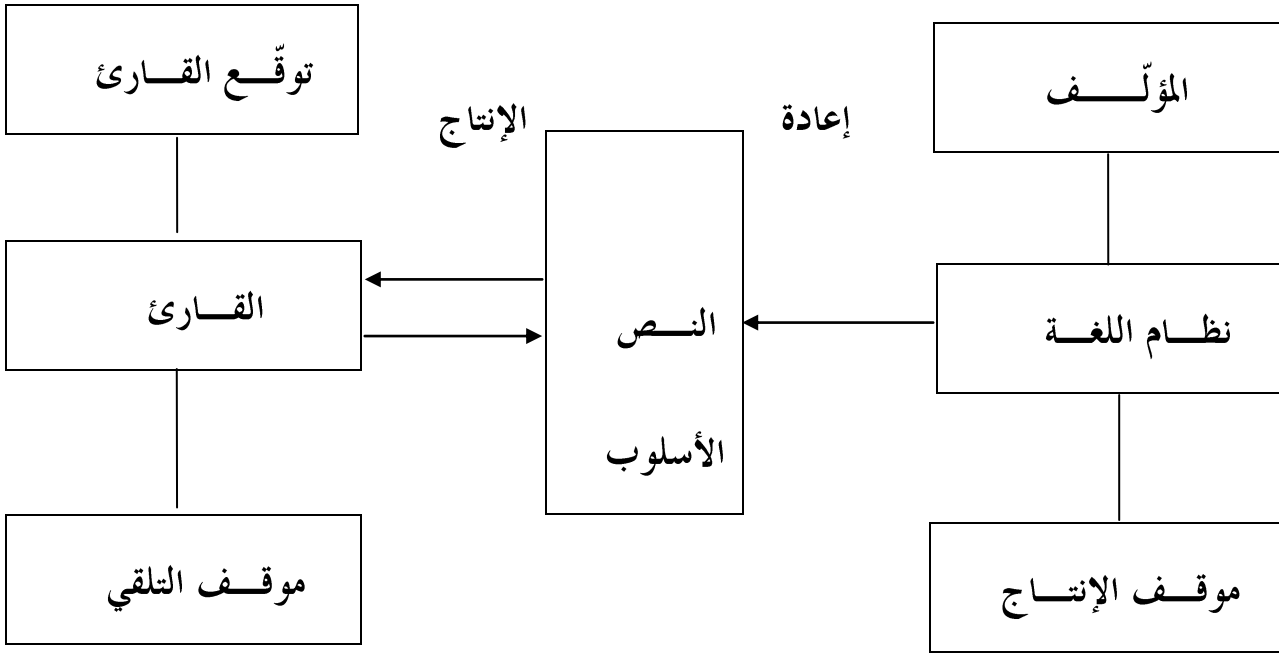 المؤلّف
توقّع القارئ
إعادة
الإنتاج
نظام اللغة
النص
القارئ
الأسلوب
موقف الإنتاج
موقف التلقي